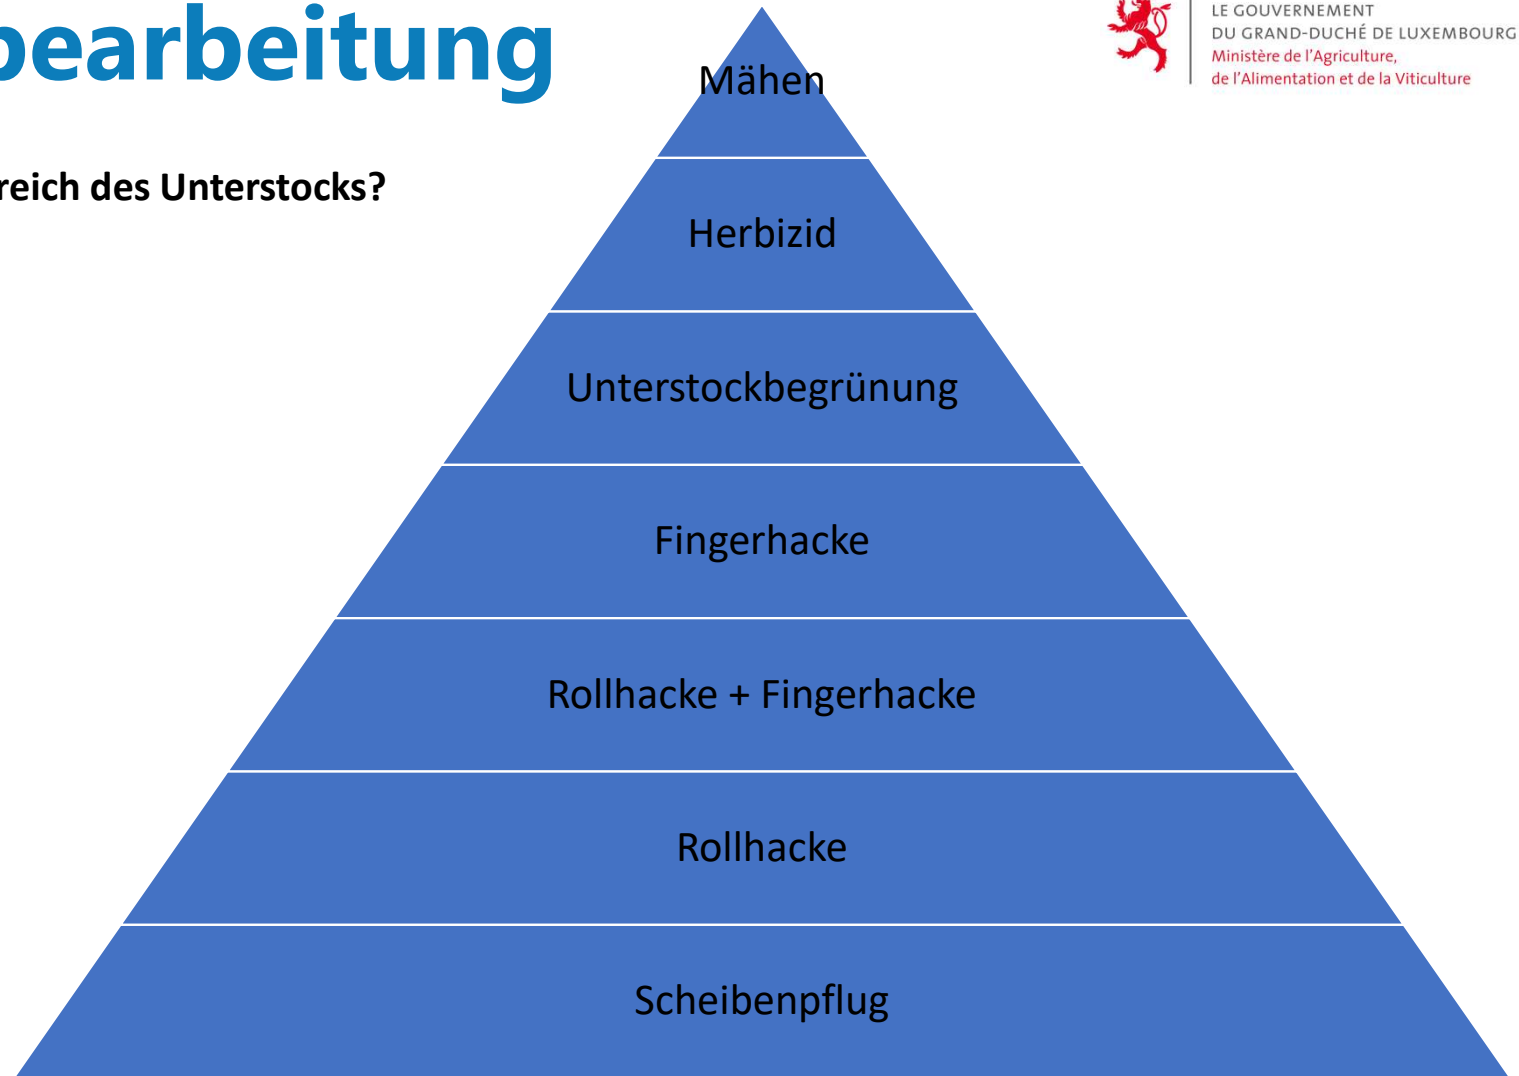 bearbeitung
LE GOUVERNEMENT
DU GRAND-DUCHÉ DE LUXEMBOURG
Ministère de l'Agriculture,
de l'Alimentation et de la Viticulture
reich des Unterstocks?
Mähen
Herbizid
Unterstockbegrünung
Fingerhacke
Rollhacke + Fingerhacke
Rollhacke
Scheibenpflug